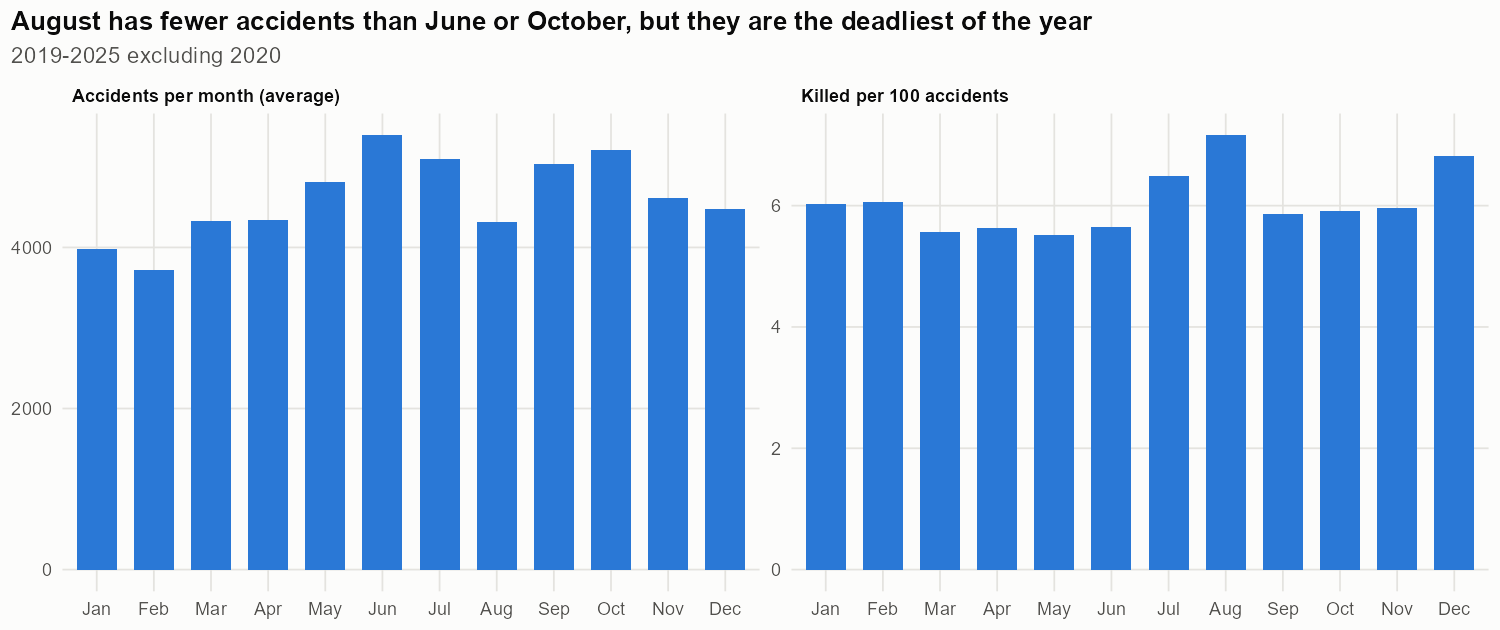 August has fewer accidents than June or October, but they are the deadliest of the year
2019-2025 excluding 2020
Accidents per month (average)
4000
2000
0
Jan Feb Mar Apr May Jun Jul Aug Sep Oct Nov Dec
Killed per 100 accidents
6
4
2
0
Jan Feb Mar Apr May Jun Jul Aug Sep Oct Nov Dec